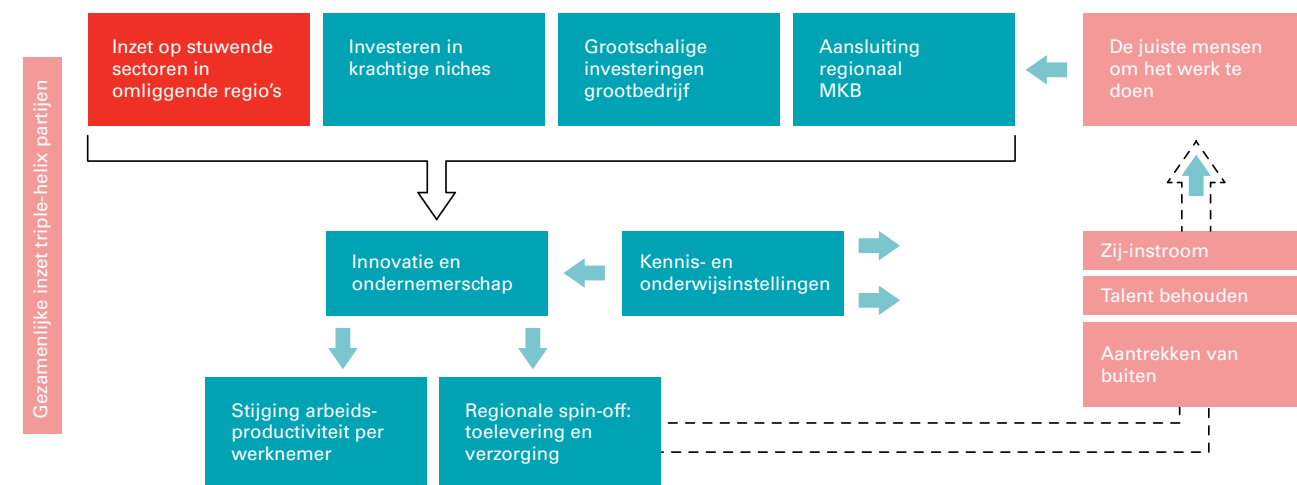 Gezamenlijke inzet triple-helix partijen
Inzet op stuwende
sectoren in
omliggende regio's
Investeren in
krachtige niches
Grootschalige
investeringen
grootbedrijf
Aansluiting
regionaal
MKB
De juiste mensen
om het werk te
doen
Innovatie en
ondernemerschap
Kennis- en
onderwijsinstellingen
Zij-instroom
Talent behouden
Aantrekken van
buiten
Stijging arbeids-
productiviteit per
werknemer
Regionale spin-off:
toelevering en
verzorging